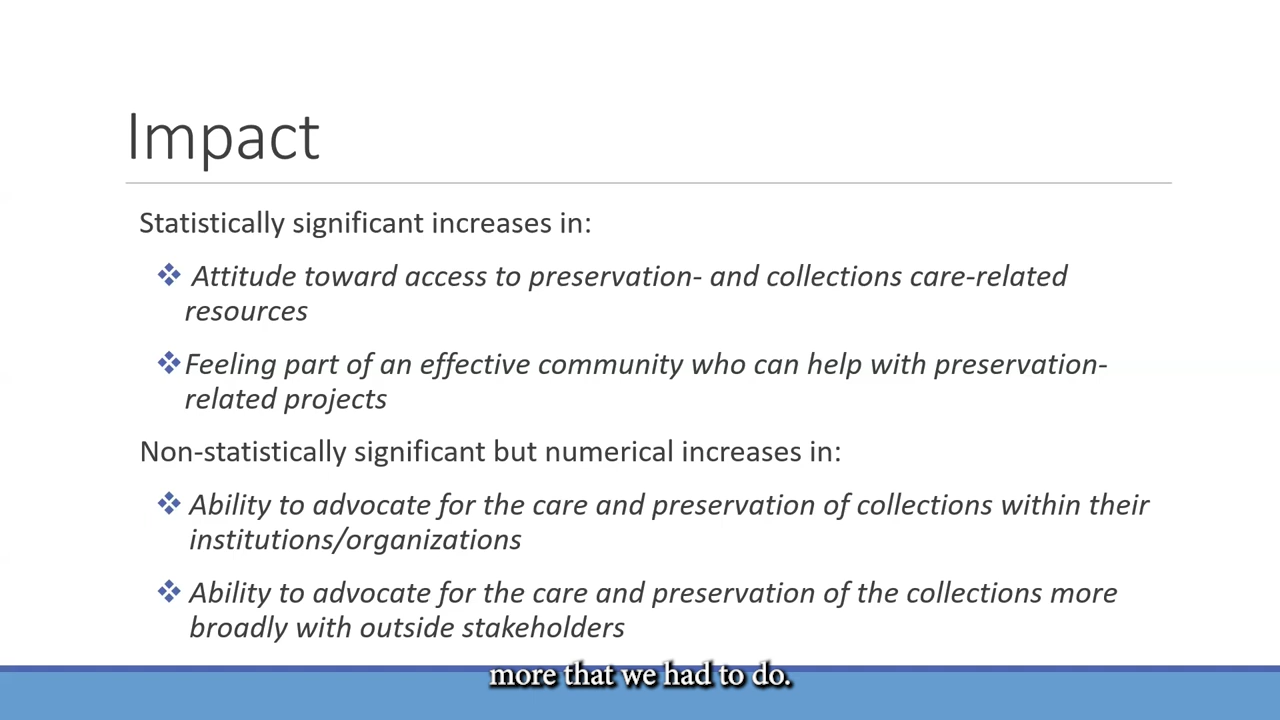 Impact
Statistically significant increases in:
Attitude toward access to preservation- and collections care-related
resources
Feeling part of an effective community who can help with preservation-
related projects
Non-statistically significant but numerical increases in:
Ability to advocate for the care and preservation of collections within their
institutions/organizations
Ability to advocate for the care and preservation of the collections more
broadly with outside stakeholders
more that we had to do.